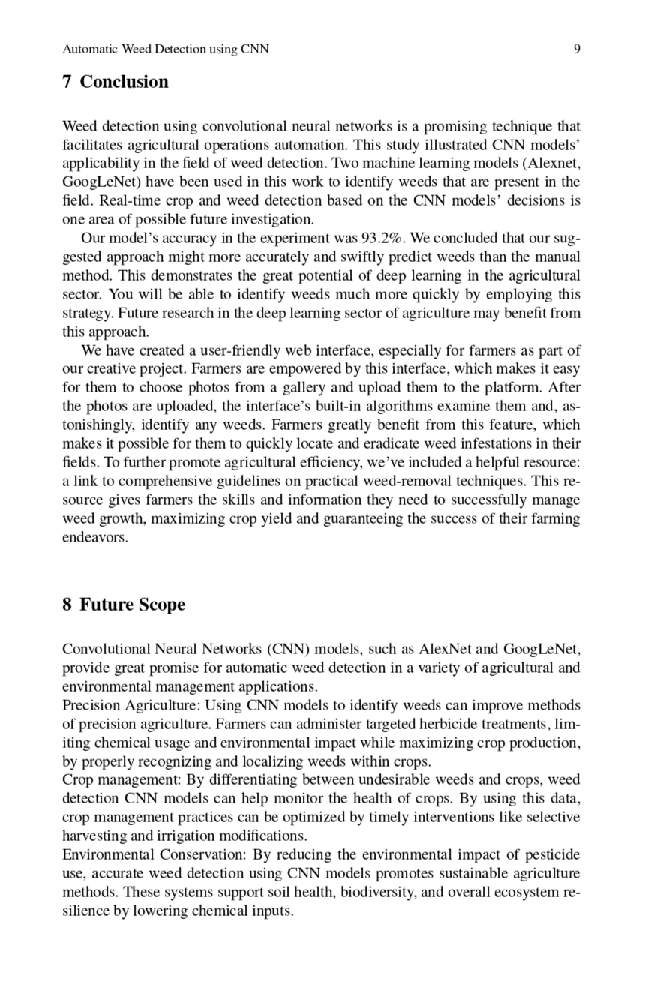 Automatic Weed Detection using CNN 9
7 Conclusion
Weed detection using convolutional neural networks is a promising technique that
facilitates agricultural operations automation. This study illustrated CNN models'
applicability in the field of weed detection. Two machine learning models (Alexnet,
GoogLeNet) have been used in this work to identify weeds that are present in the
field. Real-time crop and weed detection based on the CNN models' decisions is
one area of possible future investigation.
Our model's accuracy in the experiment was 93.2%. We concluded that our sug-
gested approach might more accurately and swiftly predict weeds than the manual
method. This demonstrates the great potential of deep learning in the agricultural
sector. You will be able to identify weeds much more quickly by employing this
strategy. Future research in the deep learning sector of agriculture may benefit from
this approach.
We have created a user-friendly web interface, especially for farmers as part of
our creative project. Farmers are empowered by this interface, which makes it easy
for them to choose photos from a gallery and upload them to the platform. After
the photos are uploaded, the interface's built-in algorithms examine them and, as-
tonishingly, identify any weeds. Farmers greatly benefit from this feature, which
makes it possible for them to quickly locate and eradicate weed infestations in their
fields. To further promote agricultural efficiency, we've included a helpful resource:
a link to comprehensive guidelines on practical weed-removal techniques. This re-
source gives farmers the skills and information they need to successfully manage
weed growth, maximizing crop yield and guaranteeing the success of their farming
endeavors.
8 Future Scope
Convolutional Neural Networks (CNN) models, such as AlexNet and GoogLeNet,
provide great promise for automatic weed detection in a variety of agricultural and
environmental management applications.
Precision Agriculture: Using CNN models to identify weeds can improve methods
of precision agriculture. Farmers can administer targeted herbicide treatments, lim-
iting chemical usage and environmental impact while maximizing crop production,
by properly recognizing and localizing weeds within crops.
Crop management: By differentiating between undesirable weeds and crops, weed
detection CNN models can help monitor the health of crops. By using this data,
crop management practices can be optimized by timely interventions like selective
harvesting and irrigation modifications.
Environmental Conservation: By reducing the environmental impact of pesticide
use, accurate weed detection using CNN models promotes sustainable agriculture
methods. These systems support soil health, biodiversity, and overall ecosystem re-
silience by lowering chemical inputs.